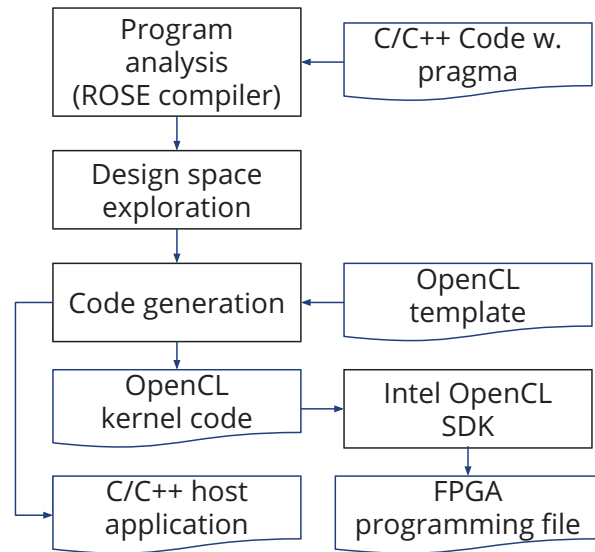 Program
analysis
(ROSE compiler)
C/C++ Code w.
pragma
Design space
exploration
Code generation
OpenCL
template
OpenCL
kernel code
Intel OpenCL
SDK
C/C++ host
application
FPGA
programming file